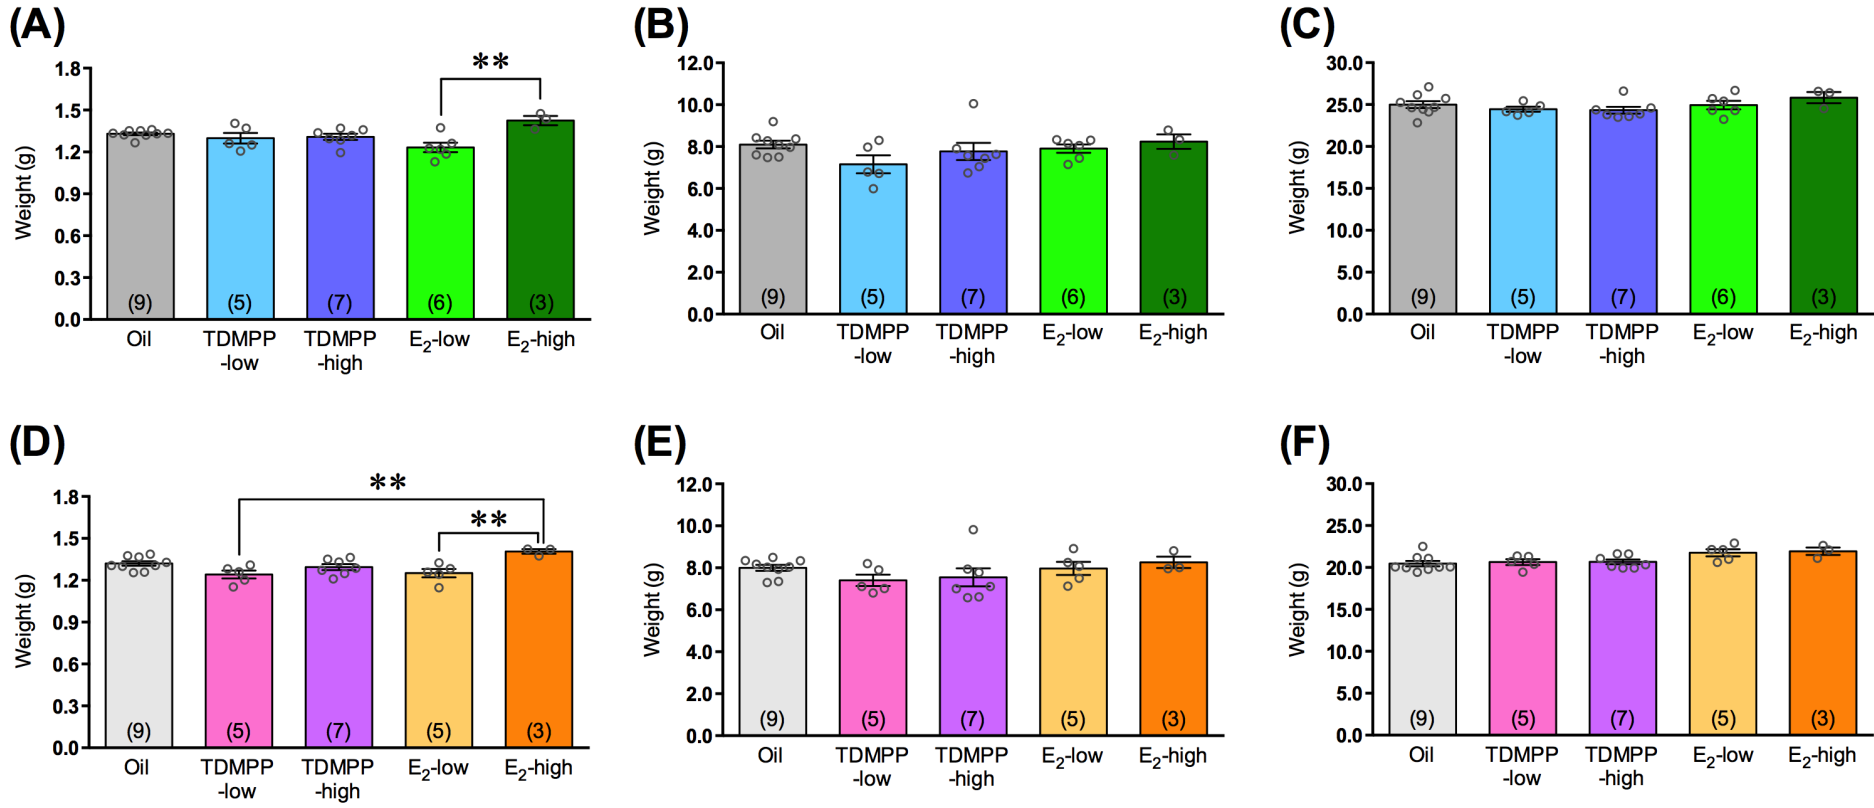 (A)
**
1.8
1.5
1.2
0.9
0.6
0.3
0.0
Weight (g)
(9) (5) (7) (6) (3)
Oil TDMPP TDMPP E₂-low E₂-high
-low -high
(B)
12.0
10.0
8.0
6.0
4.0
2.0
0.0
Weight (g)
(9) (5) (7) (6) (3)
Oil TDMPP TDMPP E₂-low E₂-high
-low -high
(C)
30.0
25.0
20.0
15.0
10.0
5.0
0.0
Weight (g)
(9) (5) (7) (6) (3)
Oil TDMPP TDMPP E₂-low E₂-high
-low -high
(D)
**
**
1.8
1.5
1.2
0.9
0.6
0.3
0.0
Weight (g)
(9) (5) (7) (5) (3)
Oil TDMPP TDMPP E₂-low E₂-high
-low -high
(E)
12.0
10.0
8.0
6.0
4.0
2.0
0.0
Weight (g)
(9) (5) (7) (5) (3)
Oil TDMPP TDMPP E₂-low E₂-high
-low -high
(F)
30.0
25.0
20.0
15.0
10.0
5.0
0.0
Weight (g)
(9) (5) (7) (5) (3)
Oil TDMPP TDMPP E₂-low E₂-high
-low -high